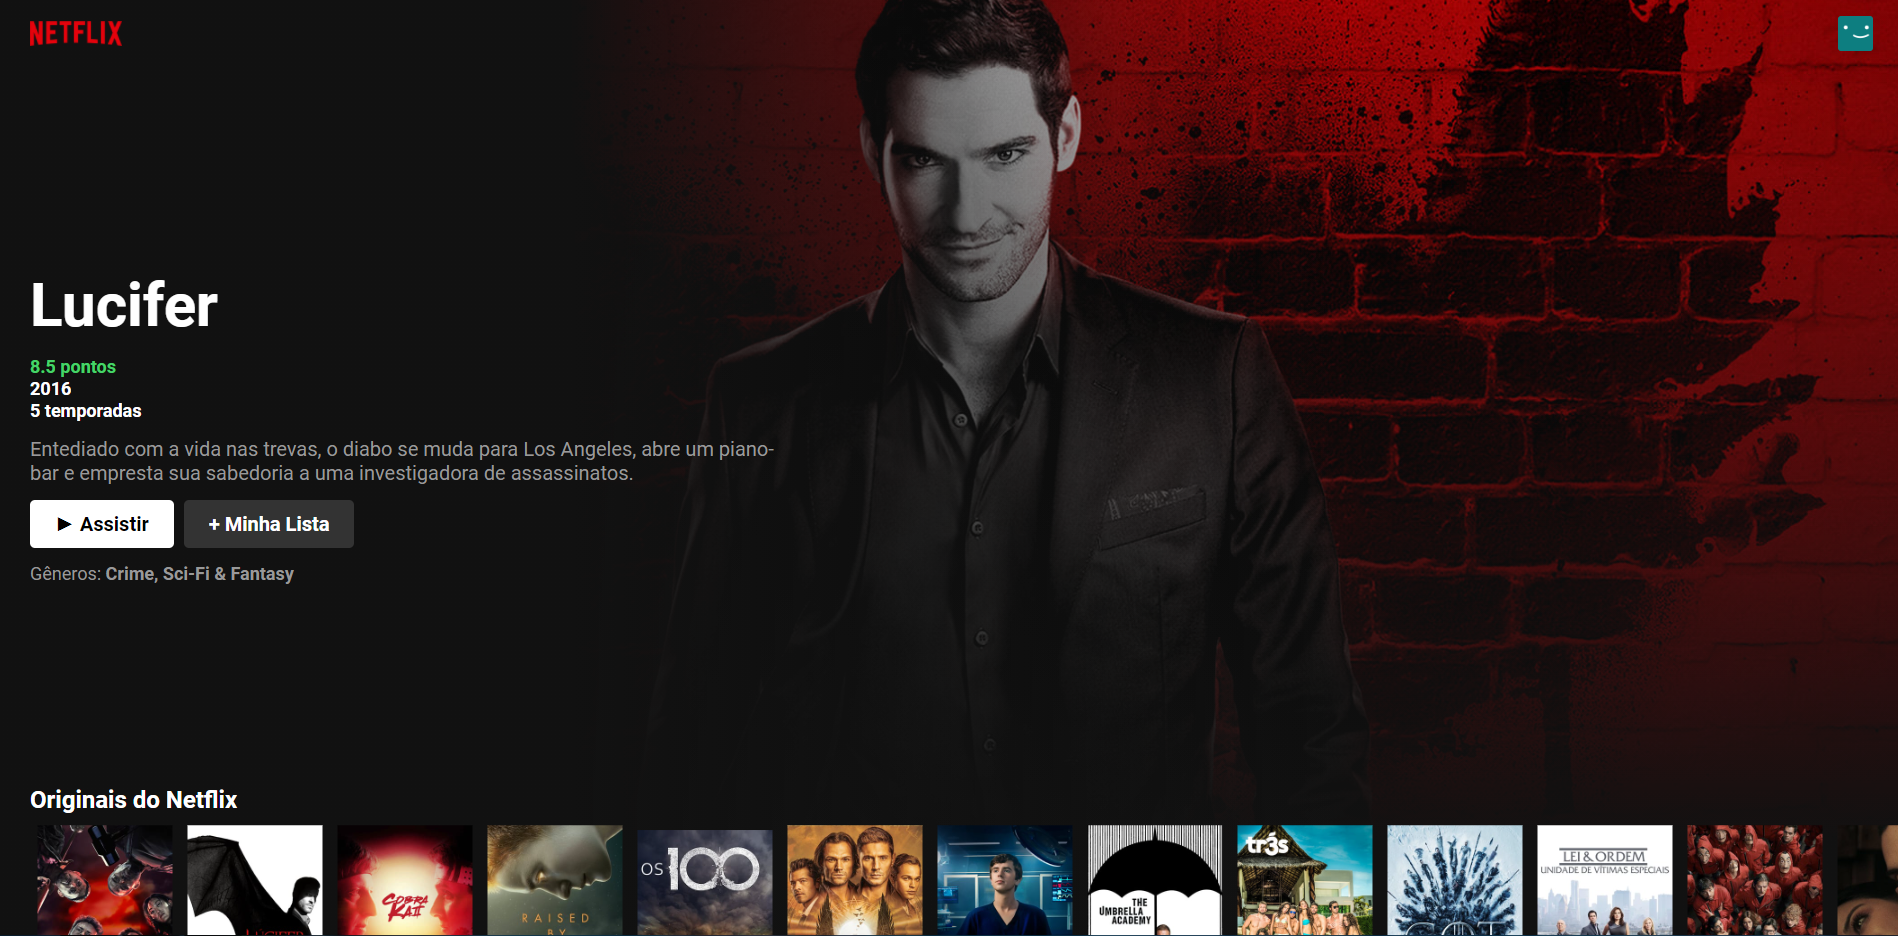 NETFLIX
Lucifer
8.5 pontos
2016
5 temporadas
Entediado com a vida nas trevas, o diabo se muda para Los Angeles, abre um piano-
bar e empresta sua sabedoria a uma investigadora de assassinatos.
► Assistir
+ Minha Lista
Gêneros: Crime, Sci-Fi & Fantasy
Originais do Netflix
LUCIFER
COBRA
KAI
RAISED
BY
OS 100
THE
UMBRELLA
ACADEMY
tr3s
LEI & ORDEM
UNIDADE DE VÍTIMAS ESPECIAIS